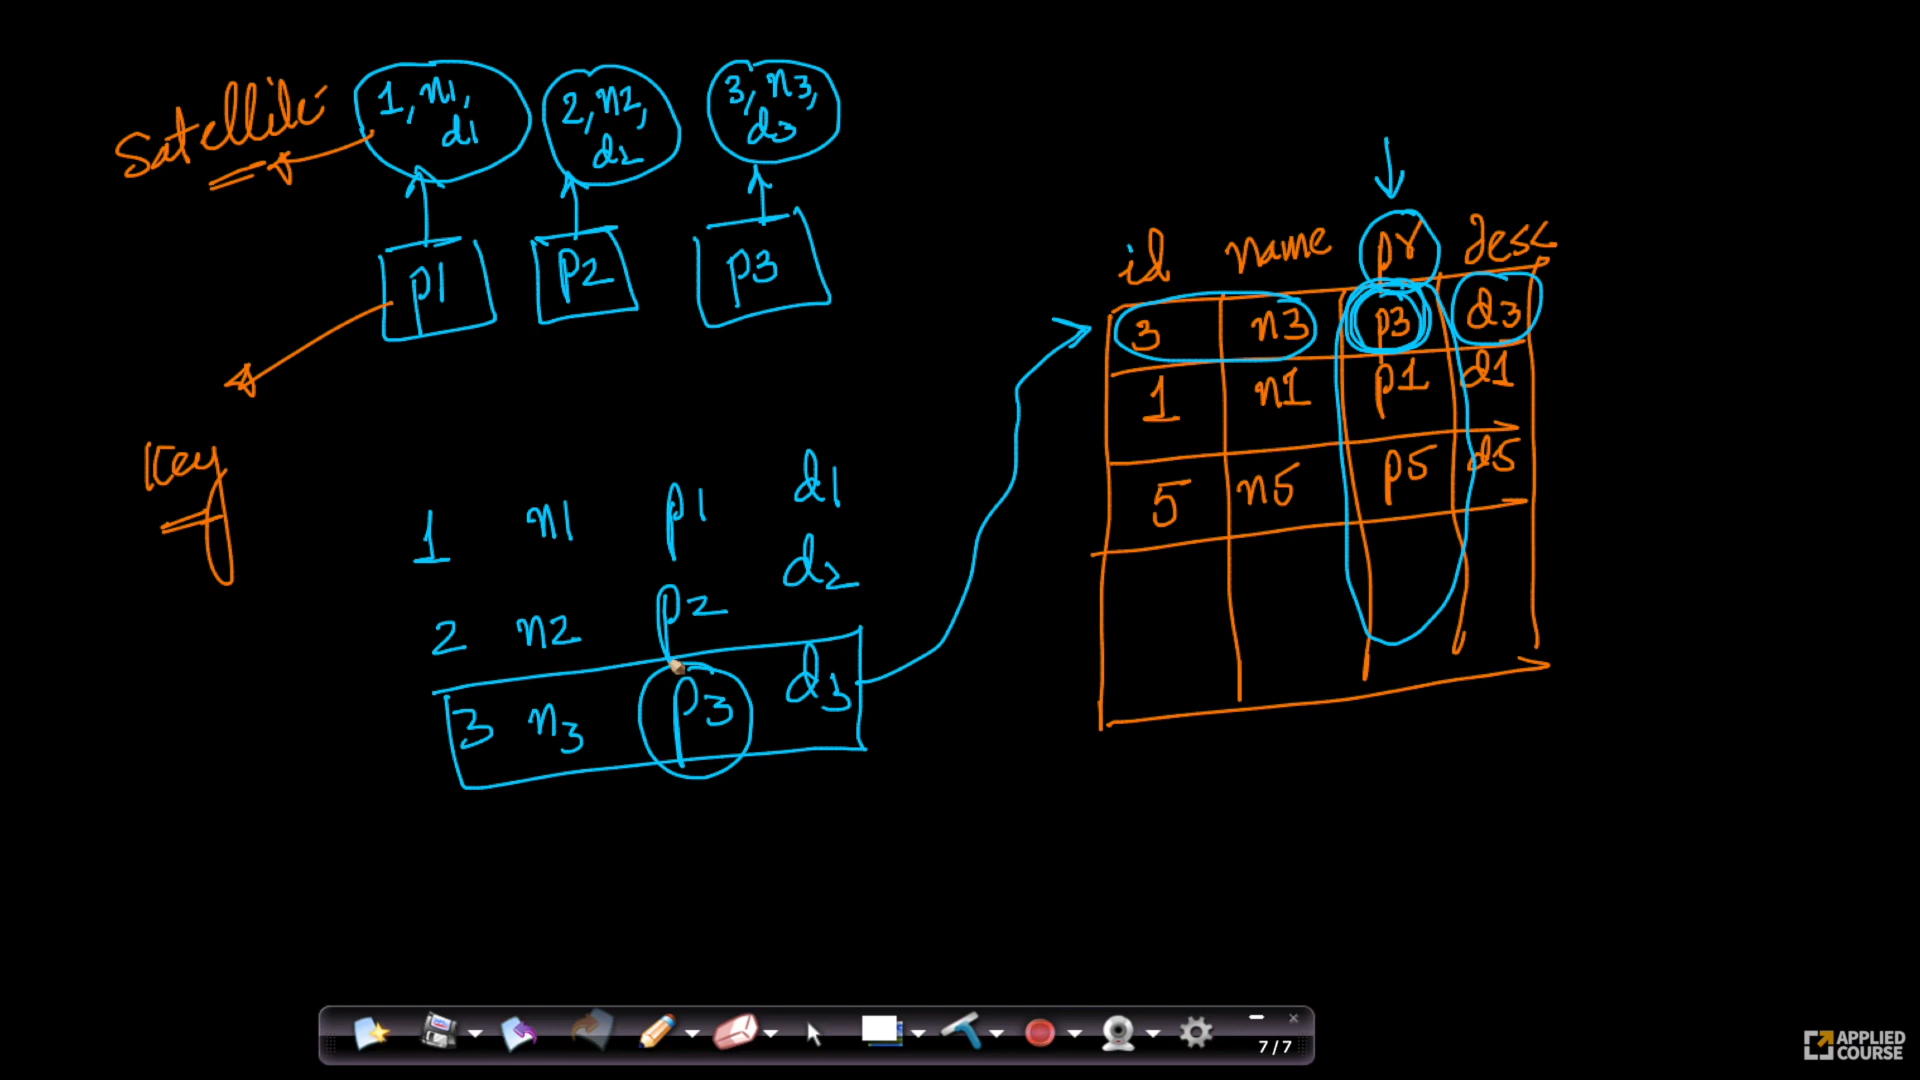 Satellite
1, n1, d1
2, n2, d2
3, n3, d3
p1 p2 p3
Key
1 n1 p1 d1
2 n2 p2 d2
3 n3 p3 d3
id name pr desc
3 n3 p3 d3
1 n1 p1 d1
5 n5 p5 d5
7/7
APPLIED
COURSE